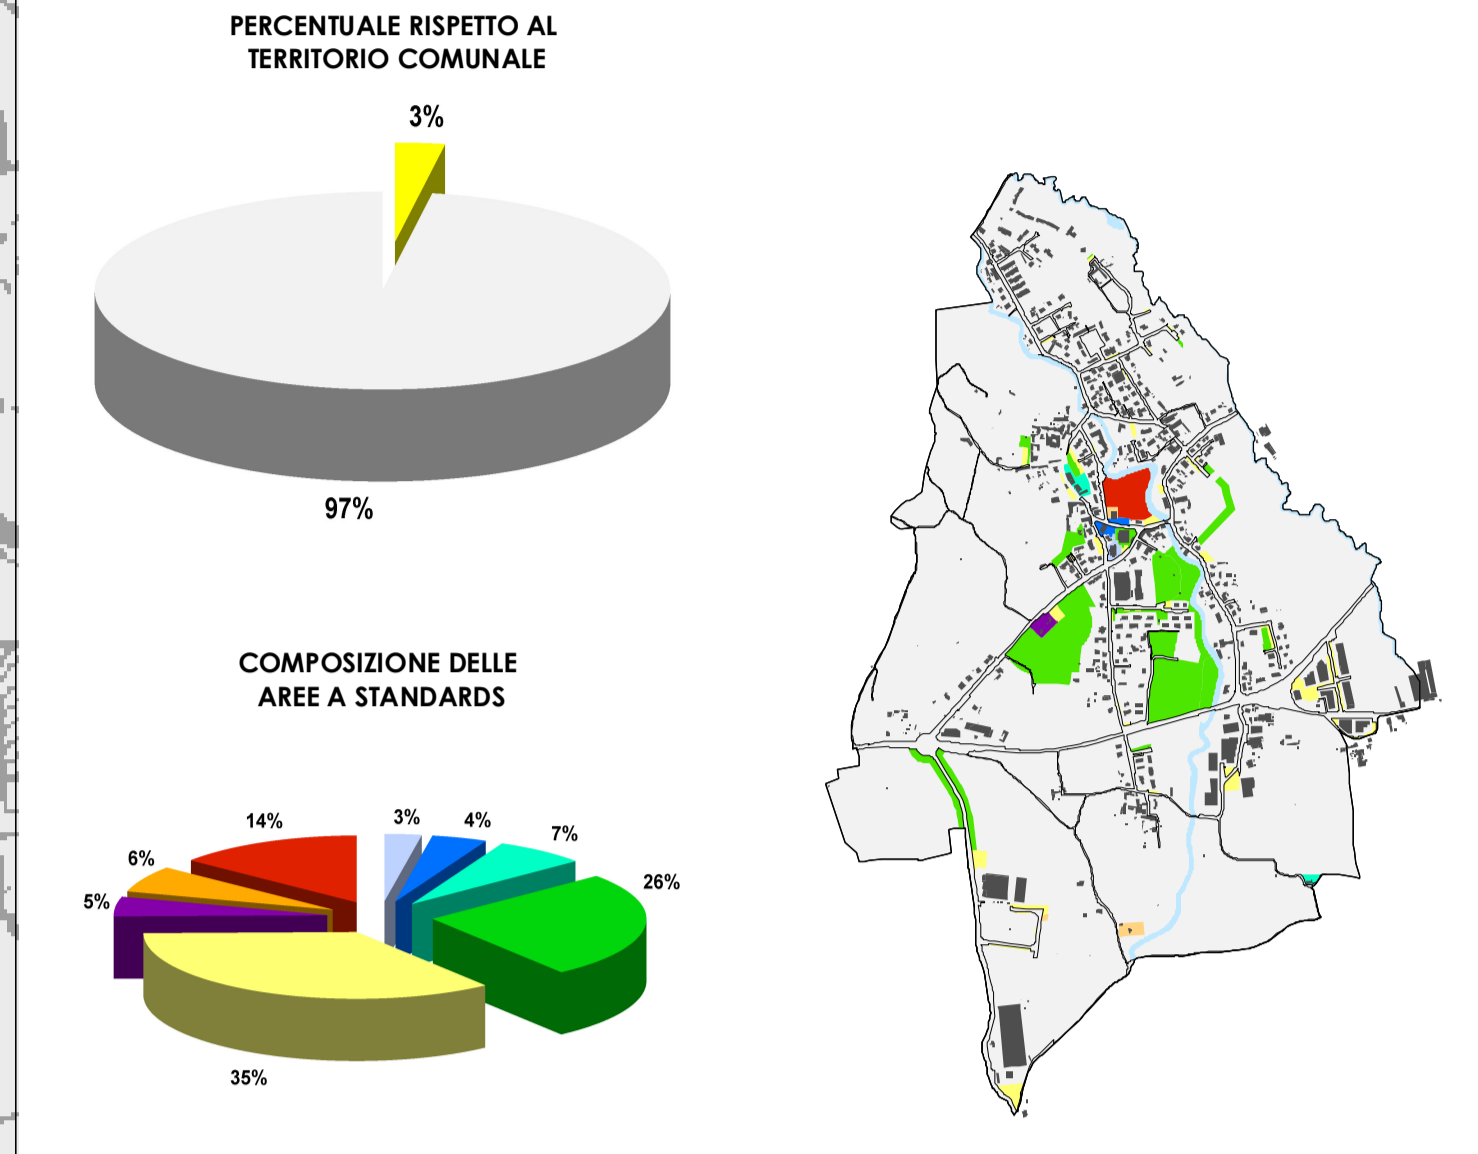 PERCENTUALE RISPETTO AL
TERRITORIO COMUNALE
3%
97%
COMPOSIZIONE DELLE
AREE A STANDARDS
3%
4%
7%
14%
6%
26%
5%
35%